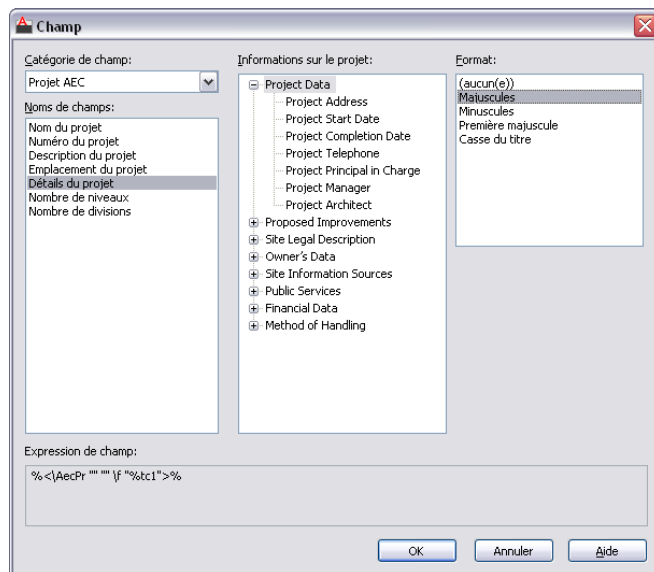 Champ
Catégorie de champ:
Projet AEC
Noms de champs:
Nom du projet
Numéro du projet
Description du projet
Emplacement du projet
Détails du projet
Nombre de niveaux
Nombre de divisions
Informations sur le projet:
Project Data
Project Address
Project Start Date
Project Completion Date
Project Telephone
Project Principal in Charge
Project Manager
Project Architect
Proposed Improvements
Site Legal Description
Owner's Data
Site Information Sources
Public Services
Financial Data
Method of Handling
Format:
(aucun(e))
Majuscules
Minuscules
Première majuscule
Casse du titre
Expression de champ:
%<\AecPr "" "" \f "%tc1">%
OK
Annuler
Aide